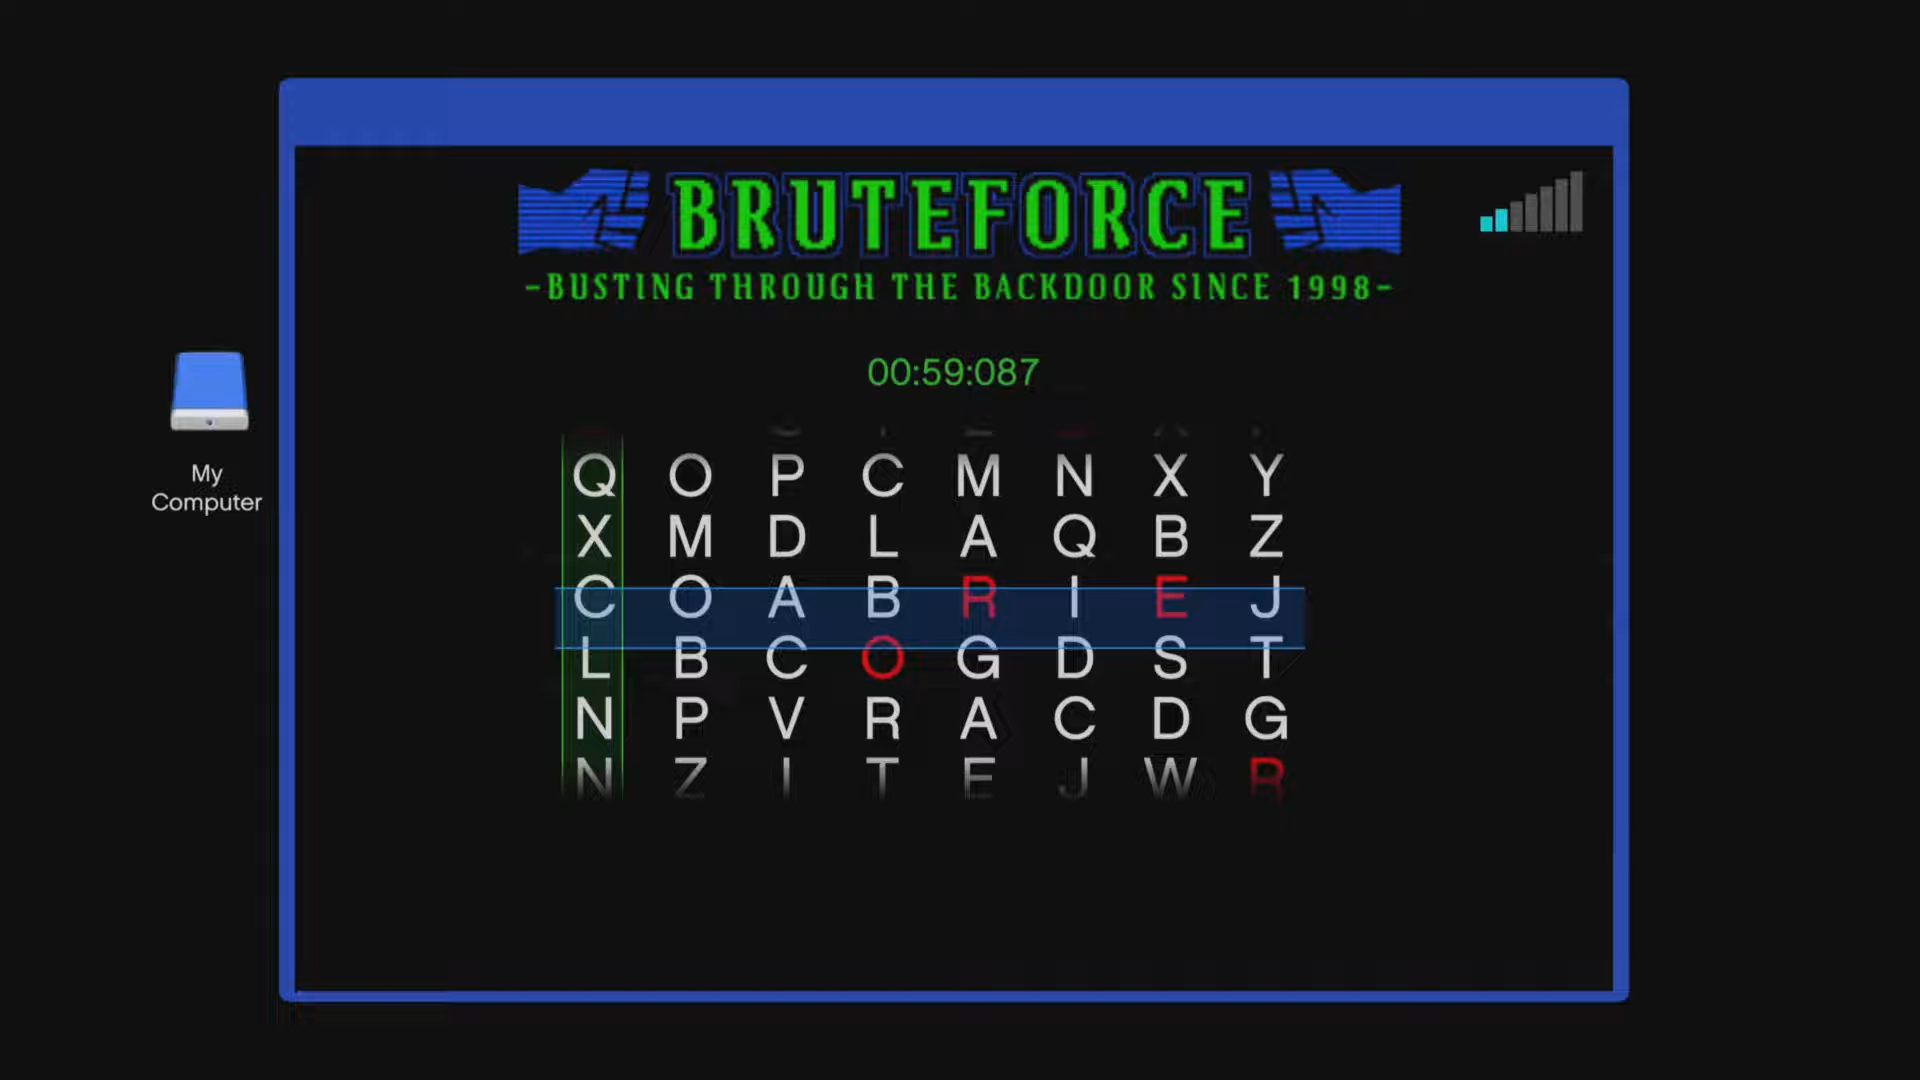 BRUTEFORCE
-BUSTING THROUGH THE BACKDOOR SINCE 1998-
00:59:087
My
Computer
Q O P C M N X Y
X M D L A Q B Z
C O A B R I E J
L B C O G D S T
N P V R A C D G
N Z I T E J W R